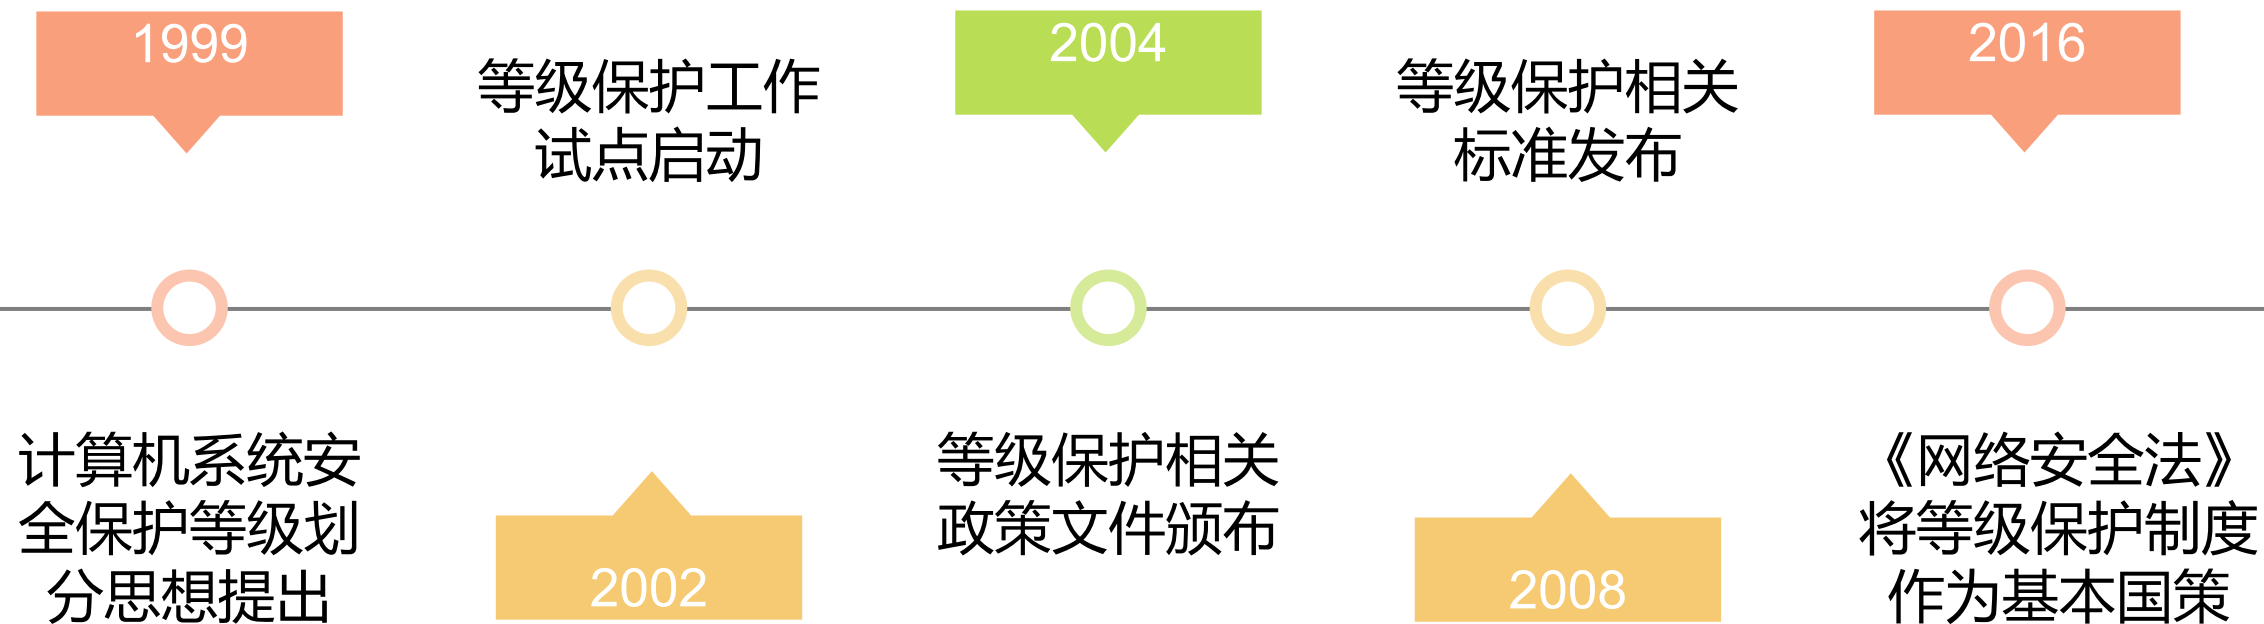 1999
计算机系统安
全保护等级划
分思想提出
等级保护工作
试点启动
2002
2004
等级保护相关
政策文件颁布
等级保护相关
标准发布
2008
2016
《网络安全法》
将等级保护制度
作为基本国策